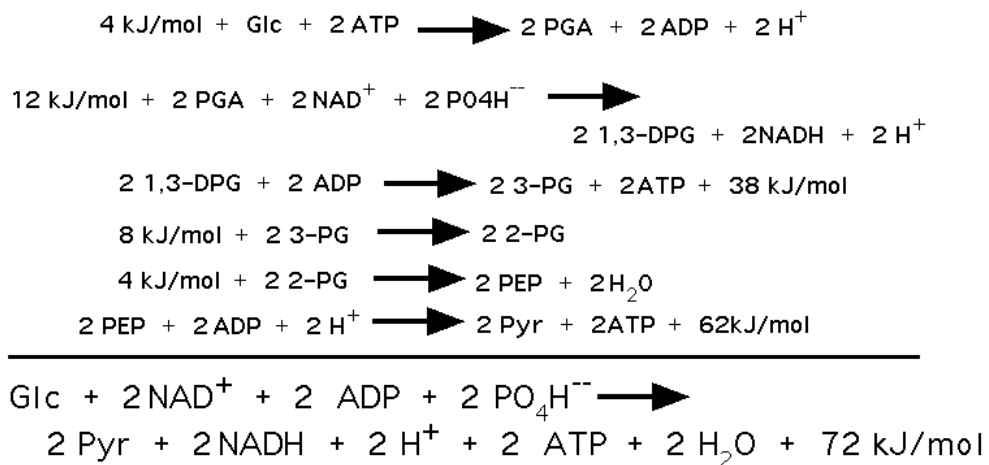 4 kJ/mol + Glc + 2 ATP ⟶ 2 PGA + 2 ADP + 2 H⁺
12 kJ/mol + 2 PGA + 2 NAD⁺ + 2 PO4H⁻⁻ ⟶
2 1,3-DPG + 2NADH + 2 H⁺
2 1,3-DPG + 2 ADP ⟶ 2 3-PG + 2ATP + 38 kJ/mol
8 kJ/mol + 2 3-PG ⟶ 2 2-PG
4 kJ/mol + 2 2-PG ⟶ 2 PEP + 2H₂O
2 PEP + 2 ADP + 2 H⁺ ⟶ 2 Pyr + 2ATP + 62kJ/mol
Glc + 2 NAD⁺ + 2 ADP + 2 PO₄H⁻⁻ ⟶
2 Pyr + 2 NADH + 2 H⁺ + 2 ATP + 2 H₂O + 72 kJ/mol